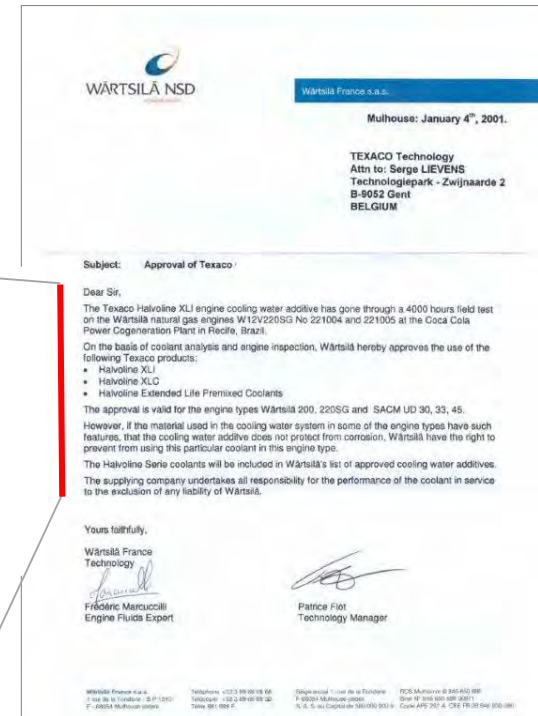 WÄRTSILÄ NSD
Wärtsilä France s.a.s.
Mulhouse: January 4th, 2001.
TEXACO Technology
Attn to: Serge LIEVENS
Technologiepark - Zwijnaarde 2
B-9052 Gent
BELGIUM
Subject: Approval of Texaco
Dear Sir,
The Texaco Halvoline XLI engine cooling water additive has gone through a 4000 hours field test
on the Wärtsilä natural gas engines W12V220SG No 221004 and 221005 at the Coca Cola
Power Cogeneration Plant in Recife, Brazil.
On the basis of coolant analysis and engine inspection, Wärtsilä hereby approves the use of the
following Texaco products:
• Halvoline XLI
• Halvoline XLC
• Halvoline Extended Life Premixed Coolants
The approval is valid for the engine types Wärtsilä 200, 220SG and SACM UD 30, 33, 45.
However, if the material used in the cooling water system in some of the engine types have such
features, that the cooling water additve does not protect from corrosion, Wärtsilä have the right to
prevent from using this particular coolant in this engine type.
The Halvoline Serie coolants will be included in Wärtsilä's list of approved cooling water additives.
The supplying company undertakes all responsibility for the performance of the coolant in service
to the exclusion of any liability of Wärtsilä.
Yours faithfully,
Wärtsilä France
Technology
Frédéric Marcuccilli
Engine Fluids Expert
Patrice Flot
Technology Manager
Wärtsilä France s.a.s.
1 rue de la Fonderie